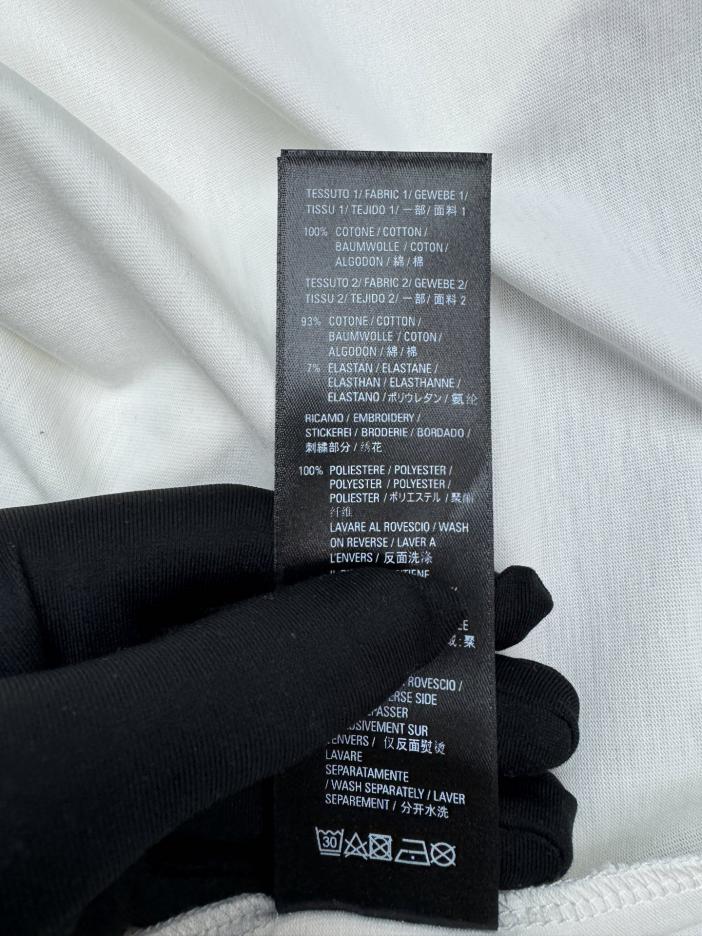 TESSUTO 1/ FABRIC 1/ GEWEBE 1/
TISSU 1/ TEJIDO 1/ 一部/ 面料 1
100% COTONE / COTTON /
BAUMWOLLE / COTON /
ALGODON / 綿 / 棉
TESSUTO 2/ FABRIC 2/ GEWEBE 2/
TISSU 2/ TEJIDO 2/ 一部/ 面料 2
93% COTONE / COTTON /
BAUMWOLLE / COTON /
ALGODON / 綿 / 棉
7% ELASTAN / ELASTANE /
ELASTHAN / ELASTHANNE /
ELASTANO / ポリウレタン / 氨纶
RICAMO / EMBROIDERY /
STICKEREI / BRODERIE / BORDADO /
刺繍部分 / 绣花
100% POLIESTERE / POLYESTER /
POLYESTER / POLYESTER /
POLIESTER / ポリエステル / 聚酯
纤维
LAVARE AL ROVESCIO / WASH
ON REVERSE / LAVER A
L'ENVERS / 反面洗涤
: 聚
ROVESCIO /
SIDE
SUR
/ 仅反面熨烫
LAVARE
SEPARATAMENTE
/ WASH SEPARATELY / LAVER
SEPAREMENT / 分开水洗
30